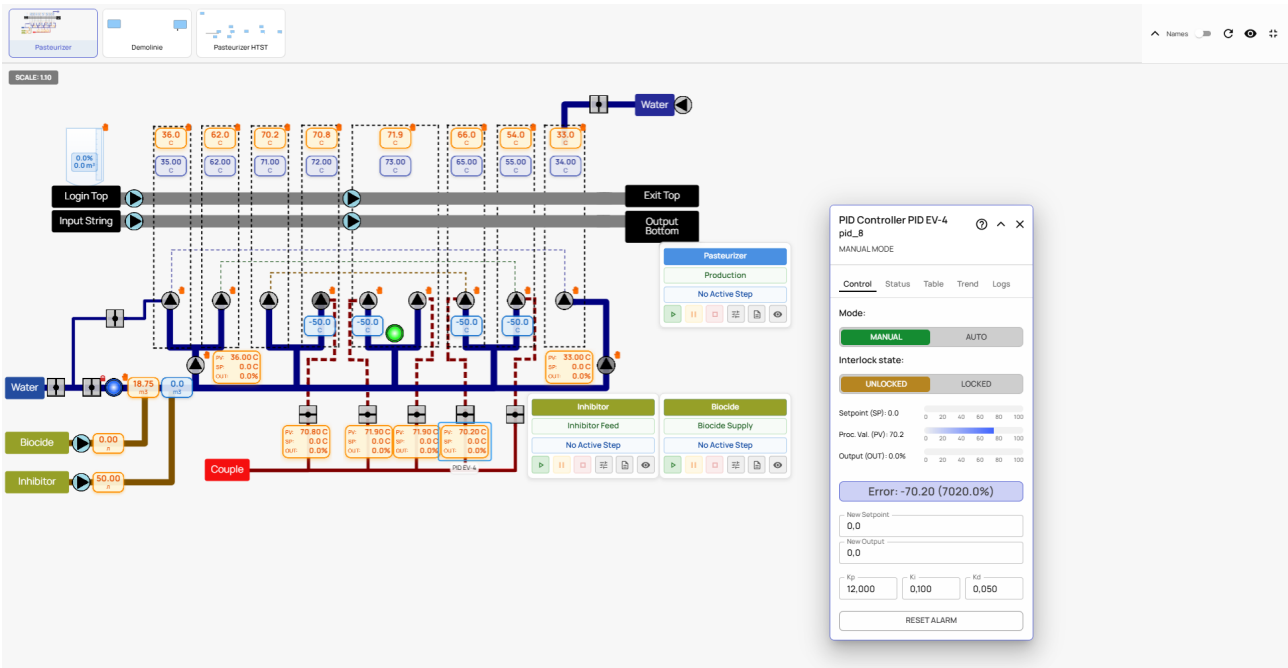 Pasteurizer
Demolinie
Pasteurizer HTST
Names
SCALE: 1.10
Water
36.0
C
62.0
C
70.2
C
70.8
C
71.9
C
66.0
C
54.0
C
33.0
C
0.0%
0.0 m³
35.00
C
62.00
C
71.00
C
72.00
C
73.00
C
65.00
C
55.00
C
34.00
C
Login Top
Exit Top
Input String
Output
Bottom
Pasteurizer
Production
No Active Step
-50.0
C
-50.0
C
-50.0
C
-50.0
C
PV: 36.00 C
SP: 0.0 C
OUT: 0.0%
PV: 33.00 C
SP: 0.0 C
OUT: 0.0%
Water
18.75
m3
0.0
m3
Biocide
0.00
л
Inhibitor
50.00
л
Couple
PV: 70.80 C
SP: 0.0 C
OUT: 0.0%
PV: 71.90 C
SP: 0.0 C
OUT: 0.0%
PV: 71.90 C
SP: 0.0 C
OUT: 0.0%
PV: 70.20 C
SP: 0.0 C
OUT: 0.0%
PID EV-4
Inhibitor
Inhibitor Feed
No Active Step
Biocide
Biocide Supply
No Active Step
PID Controller PID EV-4
pid_8
MANUAL MODE
Control Status Table Trend Logs
Mode:
MANUAL AUTO
Interlock state:
UNLOCKED LOCKED
Setpoint (SP): 0.0
0 20 40 60 80 100
Proc. Val. (PV): 70.2
0 20 40 60 80 100
Output (OUT): 0.0%
0 20 40 60 80 100
Error: -70.20 (7020.0%)
New Setpoint
0,0
New Output
0,0
Kp
12,000
Ki
0,100
Kd
0,050
RESET ALARM